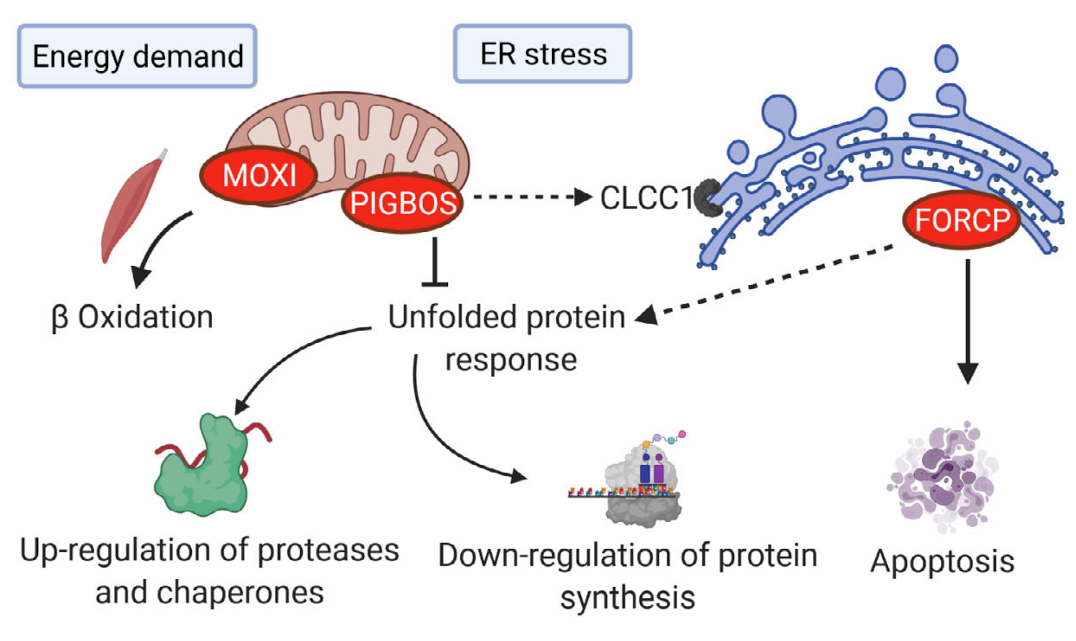 Energy demand
ER stress
MOXI
PIGBOS
CLCC1
FORCP
β Oxidation
Unfolded protein
response
Up-regulation of proteases
and chaperones
Down-regulation of protein
synthesis
Apoptosis